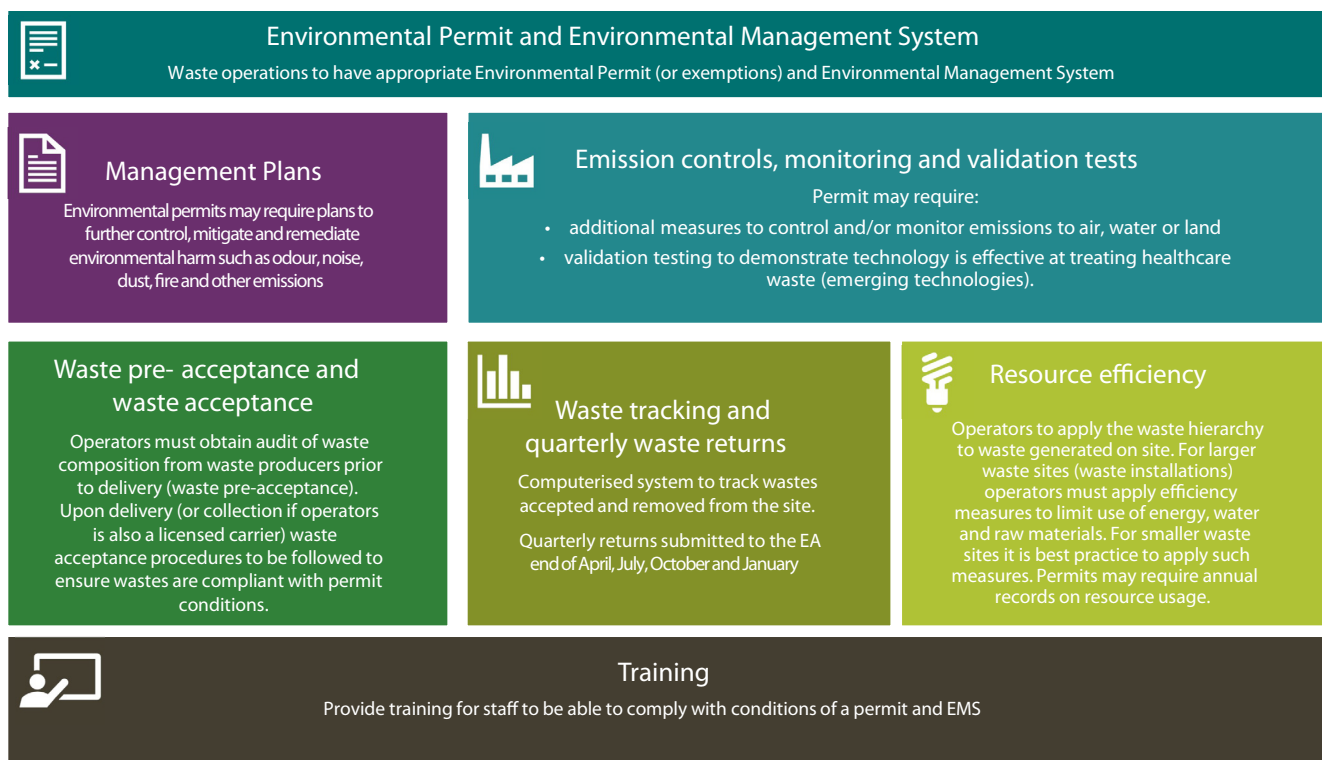 Environmental Permit and Environmental Management System
Waste operations to have appropriate Environmental Permit (or exemptions) and Environmental Management System
Management Plans
Environmental permits may require plans to
further control, mitigate and remediate
environmental harm such as odour, noise,
dust, fire and other emissions
Emission controls, monitoring and validation tests
Permit may require:
• additional measures to control and/or monitor emissions to air, water or land
• validation testing to demonstrate technology is effective at treating healthcare
waste (emerging technologies).
Waste pre- acceptance and
waste acceptance
Operators must obtain audit of waste
composition from waste producers prior
to delivery (waste pre-acceptance).
Upon delivery (or collection if operators
is also a licensed carrier) waste
acceptance procedures to be followed to
ensure wastes are compliant with permit
conditions.
Waste tracking and
quarterly waste returns
Computerised system to track wastes
accepted and removed from the site.
Quarterly returns submitted to the EA
end of April, July, October and January
Resource efficiency
Operators to apply the waste hierarchy
to waste generated on site. For larger
waste sites (waste installations)
operators must apply efficiency
measures to limit use of energy, water
and raw materials. For smaller waste
sites it is best practice to apply such
measures. Permits may require annual
records on resource usage.
Training
Provide training for staff to be able to comply with conditions of a permit and EMS